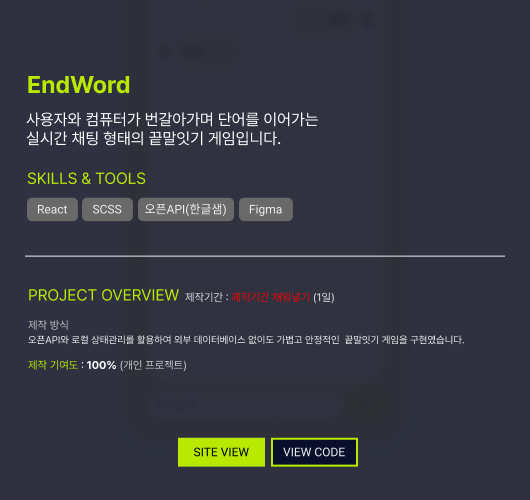 EndWord
사용자와 컴퓨터가 번갈아가며 단어를 이어가는
실시간 채팅 형태의 끝말잇기 게임입니다.
SKILLS & TOOLS
React SCSS 오픈API(한글샘) Figma
PROJECT OVERVIEW 제작기간 : 제작기간 채워넣기 (1일)
제작 방식
오픈API와 로컬 상태관리를 활용하여 외부 데이터베이스 없이도 가볍고 안정적인 끝말잇기 게임을 구현였습니다.
제작 기여도 : 100% (개인 프로젝트)
SITE VIEW VIEW CODE